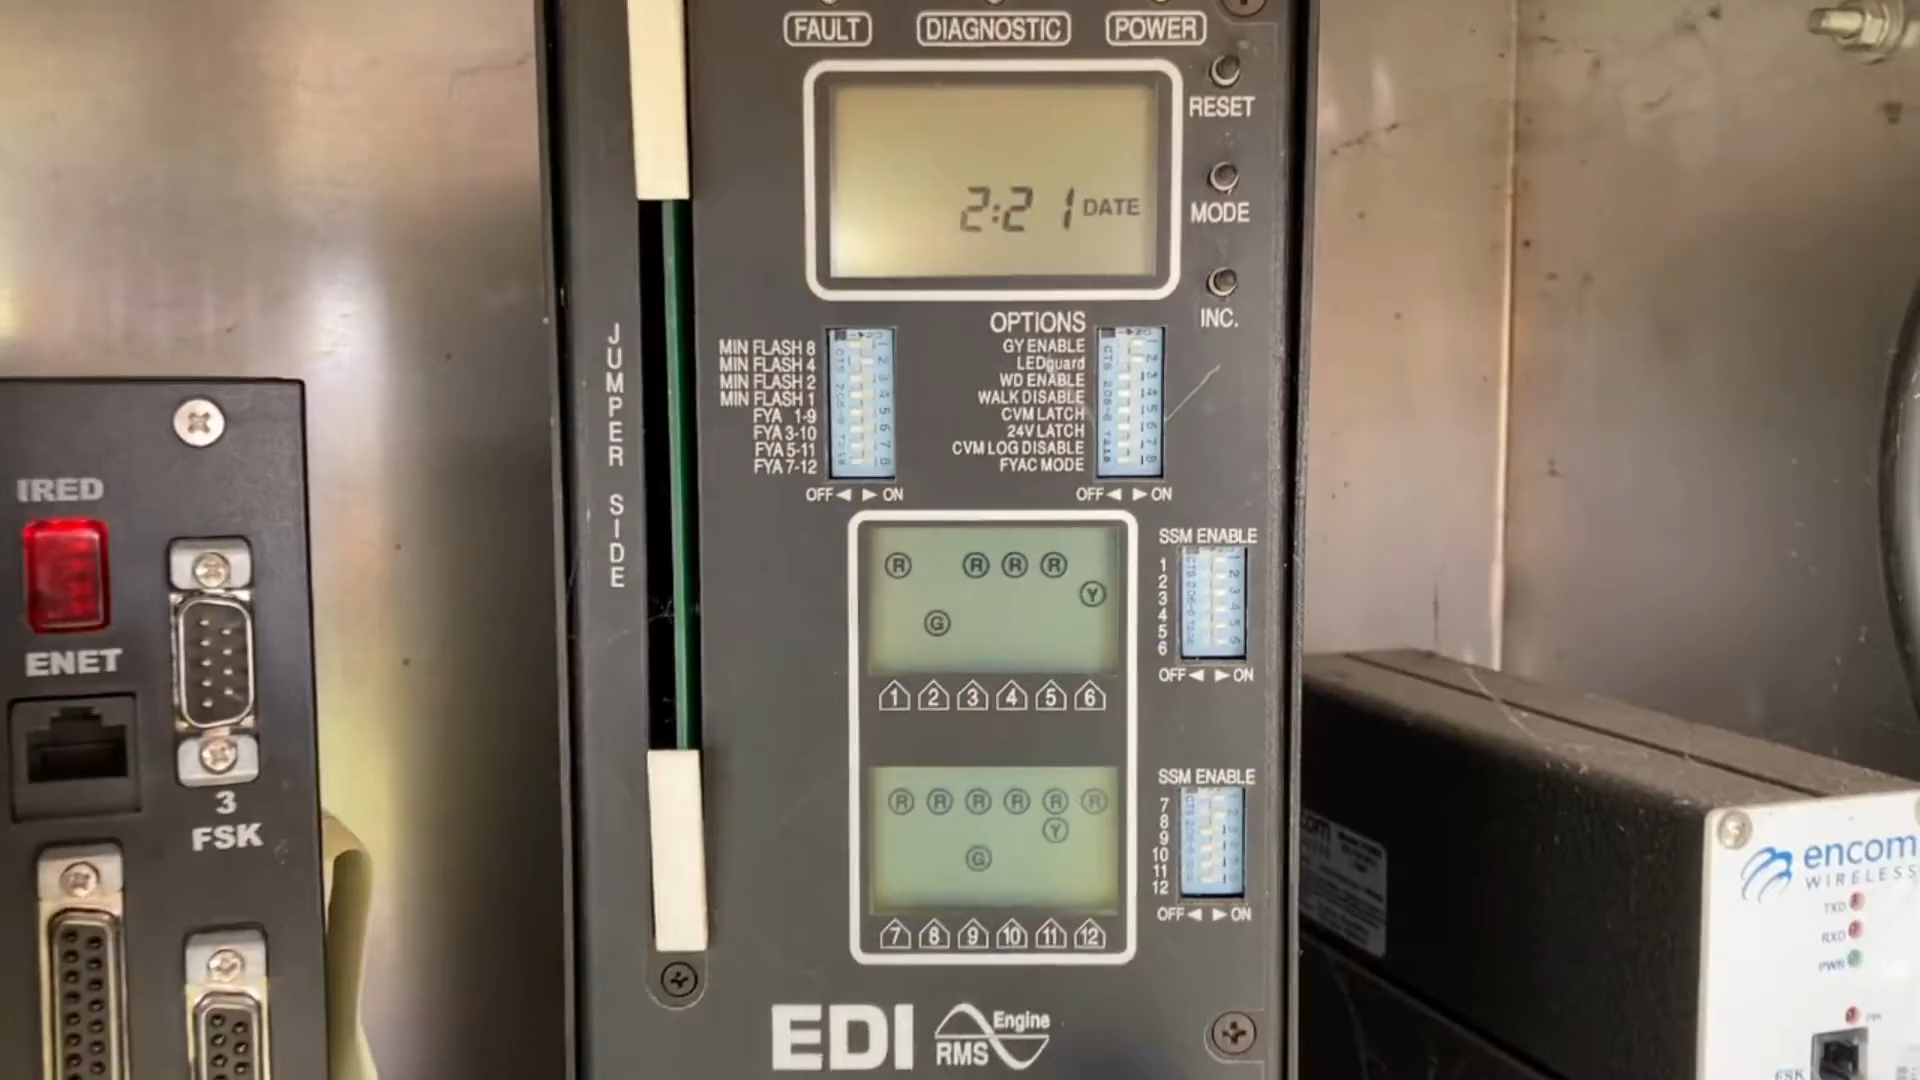 FAULT
DIAGNOSTIC
POWER
RESET
2:21 DATE
MODE
INC.
JUMPER SIDE
OPTIONS
MIN FLASH 8
MIN FLASH 4
MIN FLASH 2
MIN FLASH 1
FYA 1-9
FYA 3-10
FYA 5-11
FYA 7-12
OFF ON
GY ENABLE
LEDguard
WD ENABLE
WALK DISABLE
CVM LATCH
24V LATCH
CVM LOG DISABLE
FYAC MODE
OFF ON
IRED
ENET
3
FSK
R R R R
Y
G
1 2 3 4 5 6
SSM ENABLE
1
2
3
4
5
6
OFF ON
R R R R R R
Y
G
7 8 9 10 11 12
SSM ENABLE
7
8
9
10
11
12
OFF ON
EDI
Engine
RMS
encom
WIRELESS
TXD
RXD
PWR